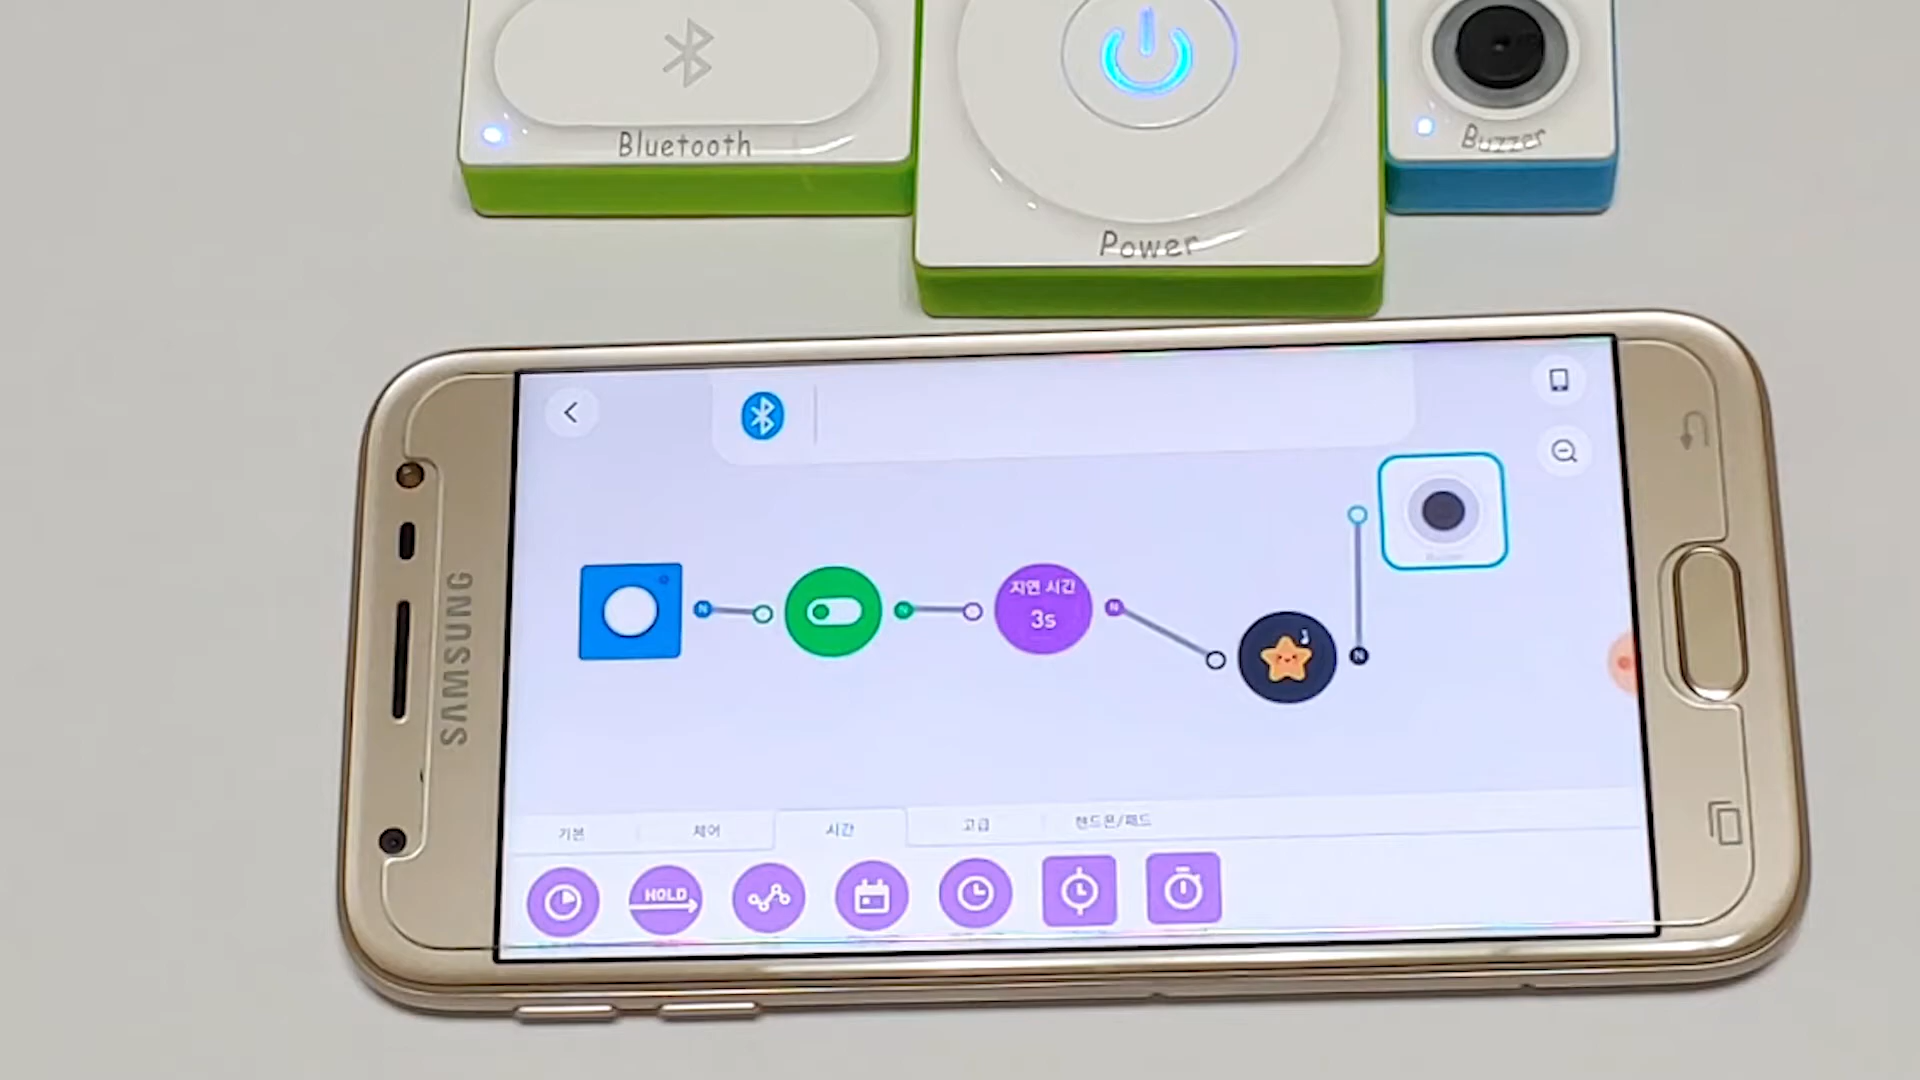 Bluetooth
Power
Buzzer
SAMSUNG
지연 시간
3s
N
N
N
N
기본
제어
시간
고급
핸드폰/패드
HOLD